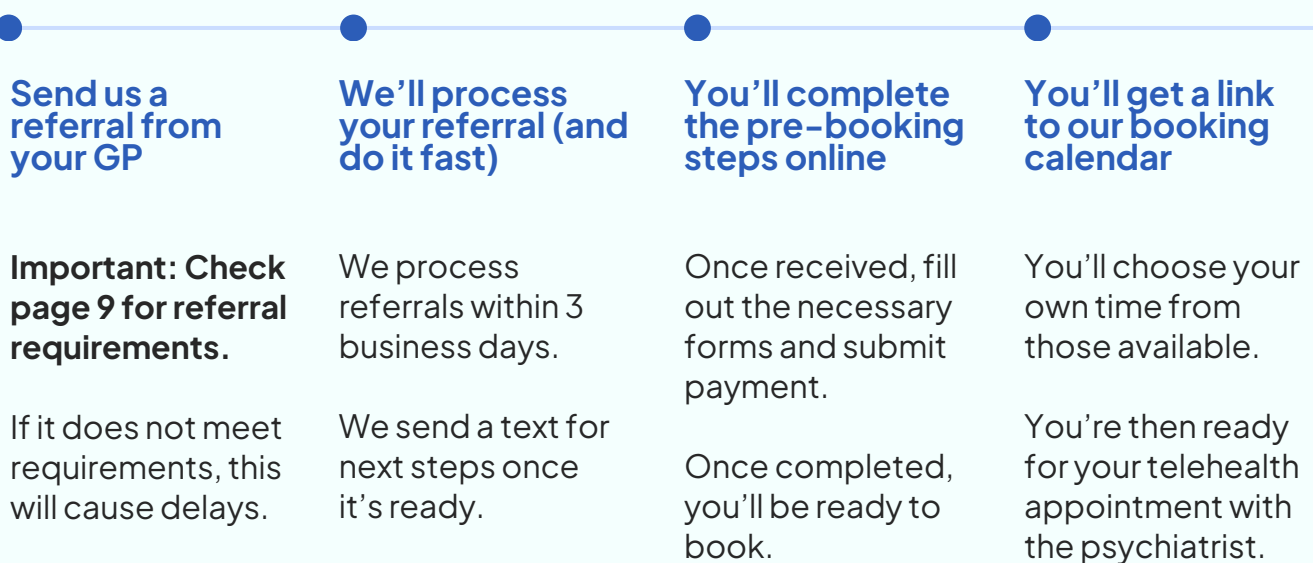 Send us a
referral from
your GP
Important: Check
page 9 for referral
requirements.
If it does not meet
requirements, this
will cause delays.
We’ll process
your referral (and
do it fast)
We process
referrals within 3
business days.
We send a text for
next steps once
it’s ready.
You’ll complete
the pre-booking
steps online
Once received, fill
out the necessary
forms and submit
payment.
Once completed,
you’ll be ready to
book.
You’ll get a link
to our booking
calendar
You’ll choose your
own time from
those available.
You’re then ready
for your telehealth
appointment with
the psychiatrist.